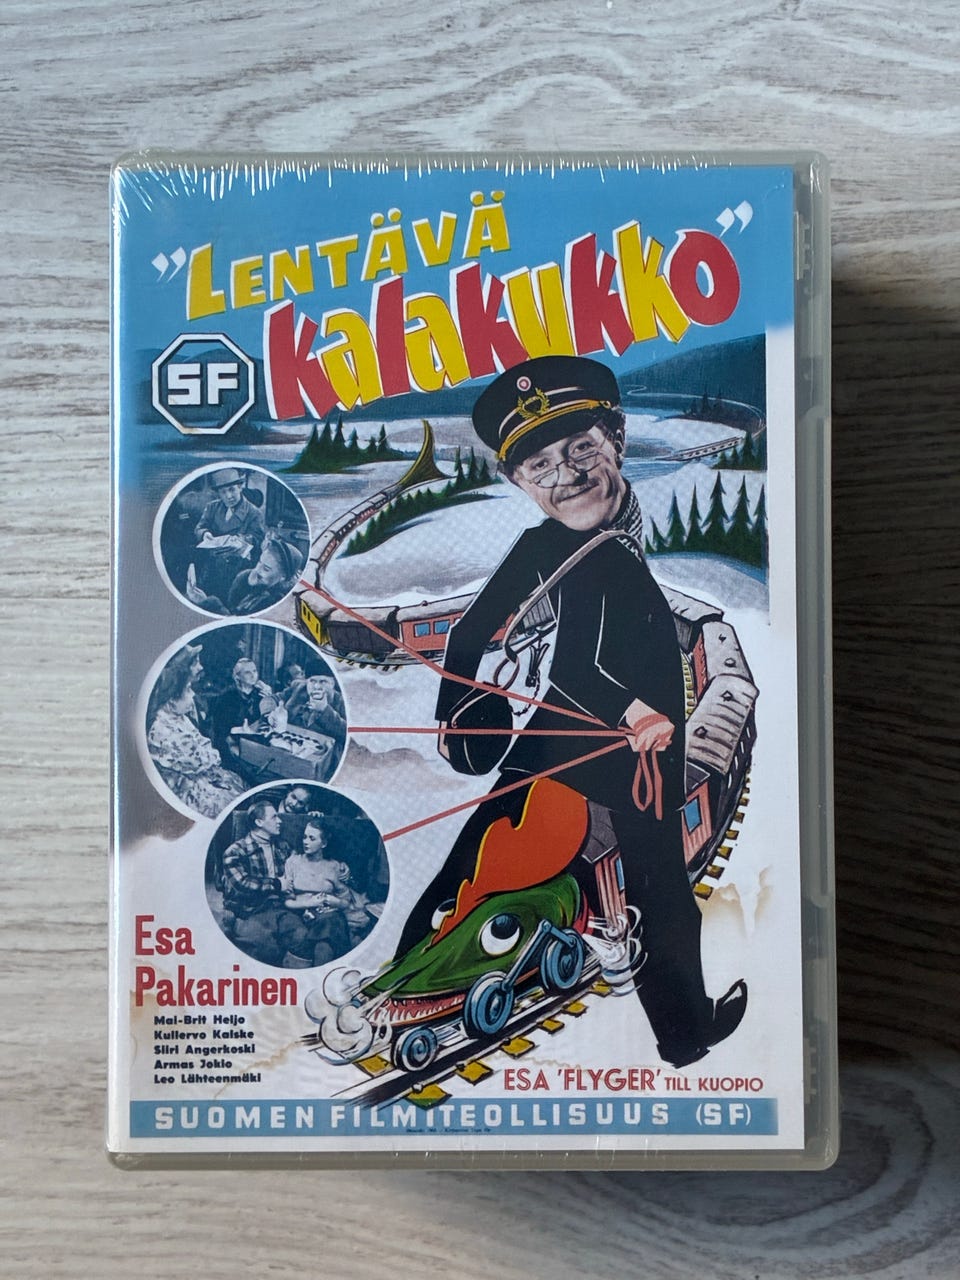 "LENTÄVÄ
kalakukko"
SF
Esa
Pakarinen
Mai-Brit Heljo
Kullervo Kalske
Siiri Angerkoski
Armas Jokio
Leo Lähteenmäki
ESA 'FLYGER' TILL KUOPIO
SUOMEN FILMITEOLLISUUS (SF)